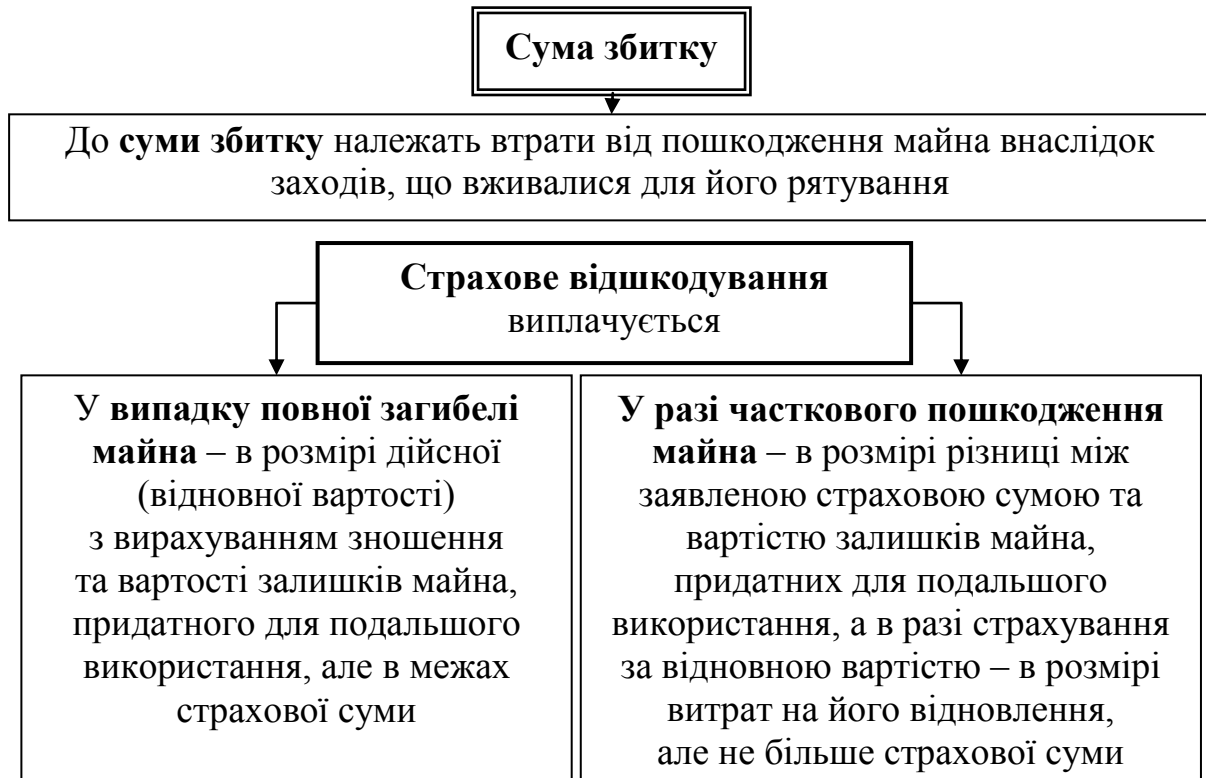 Сума збитку
До суми збитку належать втрати від пошкодження майна внаслідок
заходів, що вживалися для його рятування
Страхове відшкодування
виплачується
У випадку повної загибелі
майна – в розмірі дійсної
(відновної вартості)
з вирахуванням зношення
та вартості залишків майна,
придатного для подальшого
використання, але в межах
страхової суми
У разі часткового пошкодження
майна – в розмірі різниці між
заявленою страховою сумою та
вартістю залишків майна,
придатних для подальшого
використання, а в разі страхування
за відновною вартістю – в розмірі
витрат на його відновлення,
але не більше страхової суми